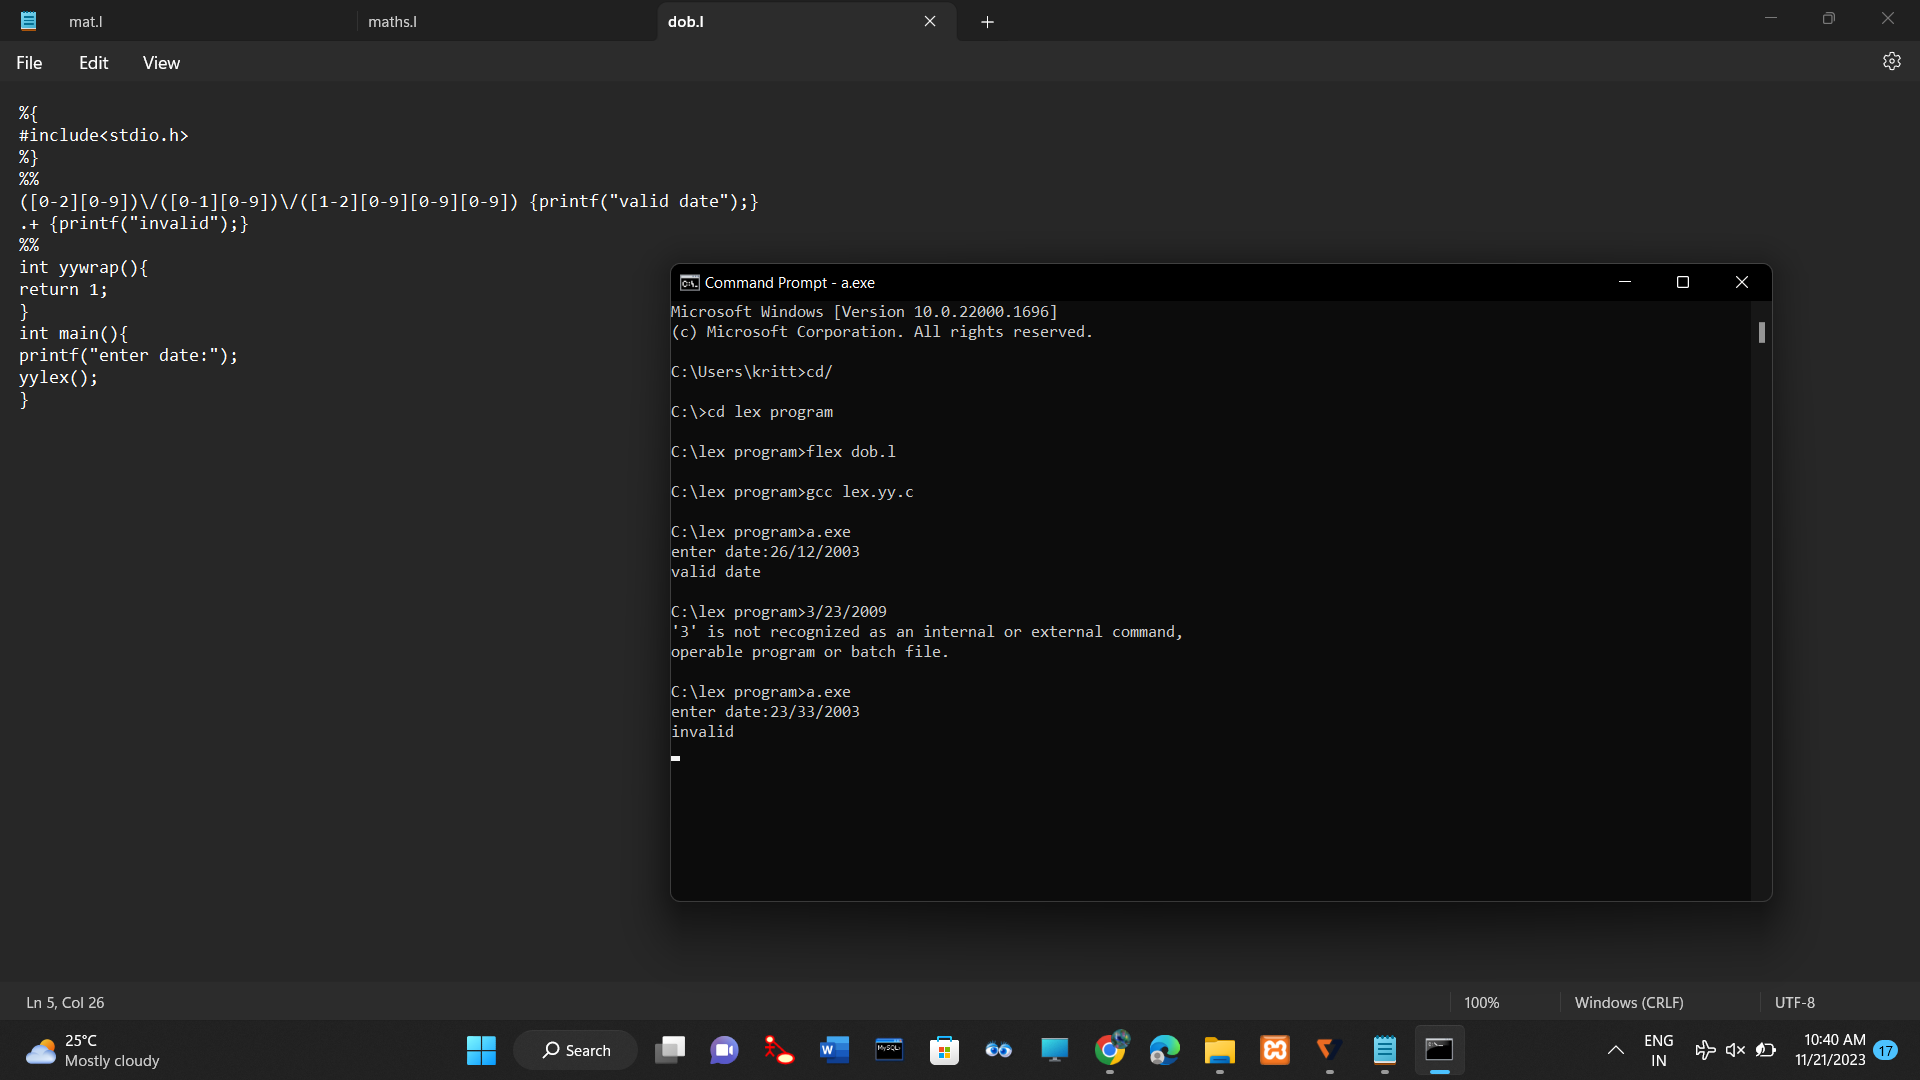 mat.l
maths.l
dob.l
File
Edit
View
%{
#include<stdio.h>
%}
%%
([0-2][0-9])\/([0-1][0-9])\/([1-2][0-9][0-9][0-9]) {printf("valid date");}
.+ {printf("invalid");}
%%
int yywrap(){
return 1;
}
int main(){
printf("enter date:");
yylex();
}
Command Prompt - a.exe
Microsoft Windows [Version 10.0.22000.1696]
(c) Microsoft Corporation. All rights reserved.
C:\Users\kritt>cd/
C:\>cd lex program
C:\lex program>flex dob.l
C:\lex program>gcc lex.yy.c
C:\lex program>a.exe
enter date:26/12/2003
valid date
C:\lex program>3/23/2009
'3' is not recognized as an internal or external command,
operable program or batch file.
C:\lex program>a.exe
enter date:23/33/2003
invalid
Ln 5, Col 26
100%
Windows (CRLF)
UTF-8
25°C
Mostly cloudy
Search
W
MySQL
ENG
IN
10:40 AM
11/21/2023
17